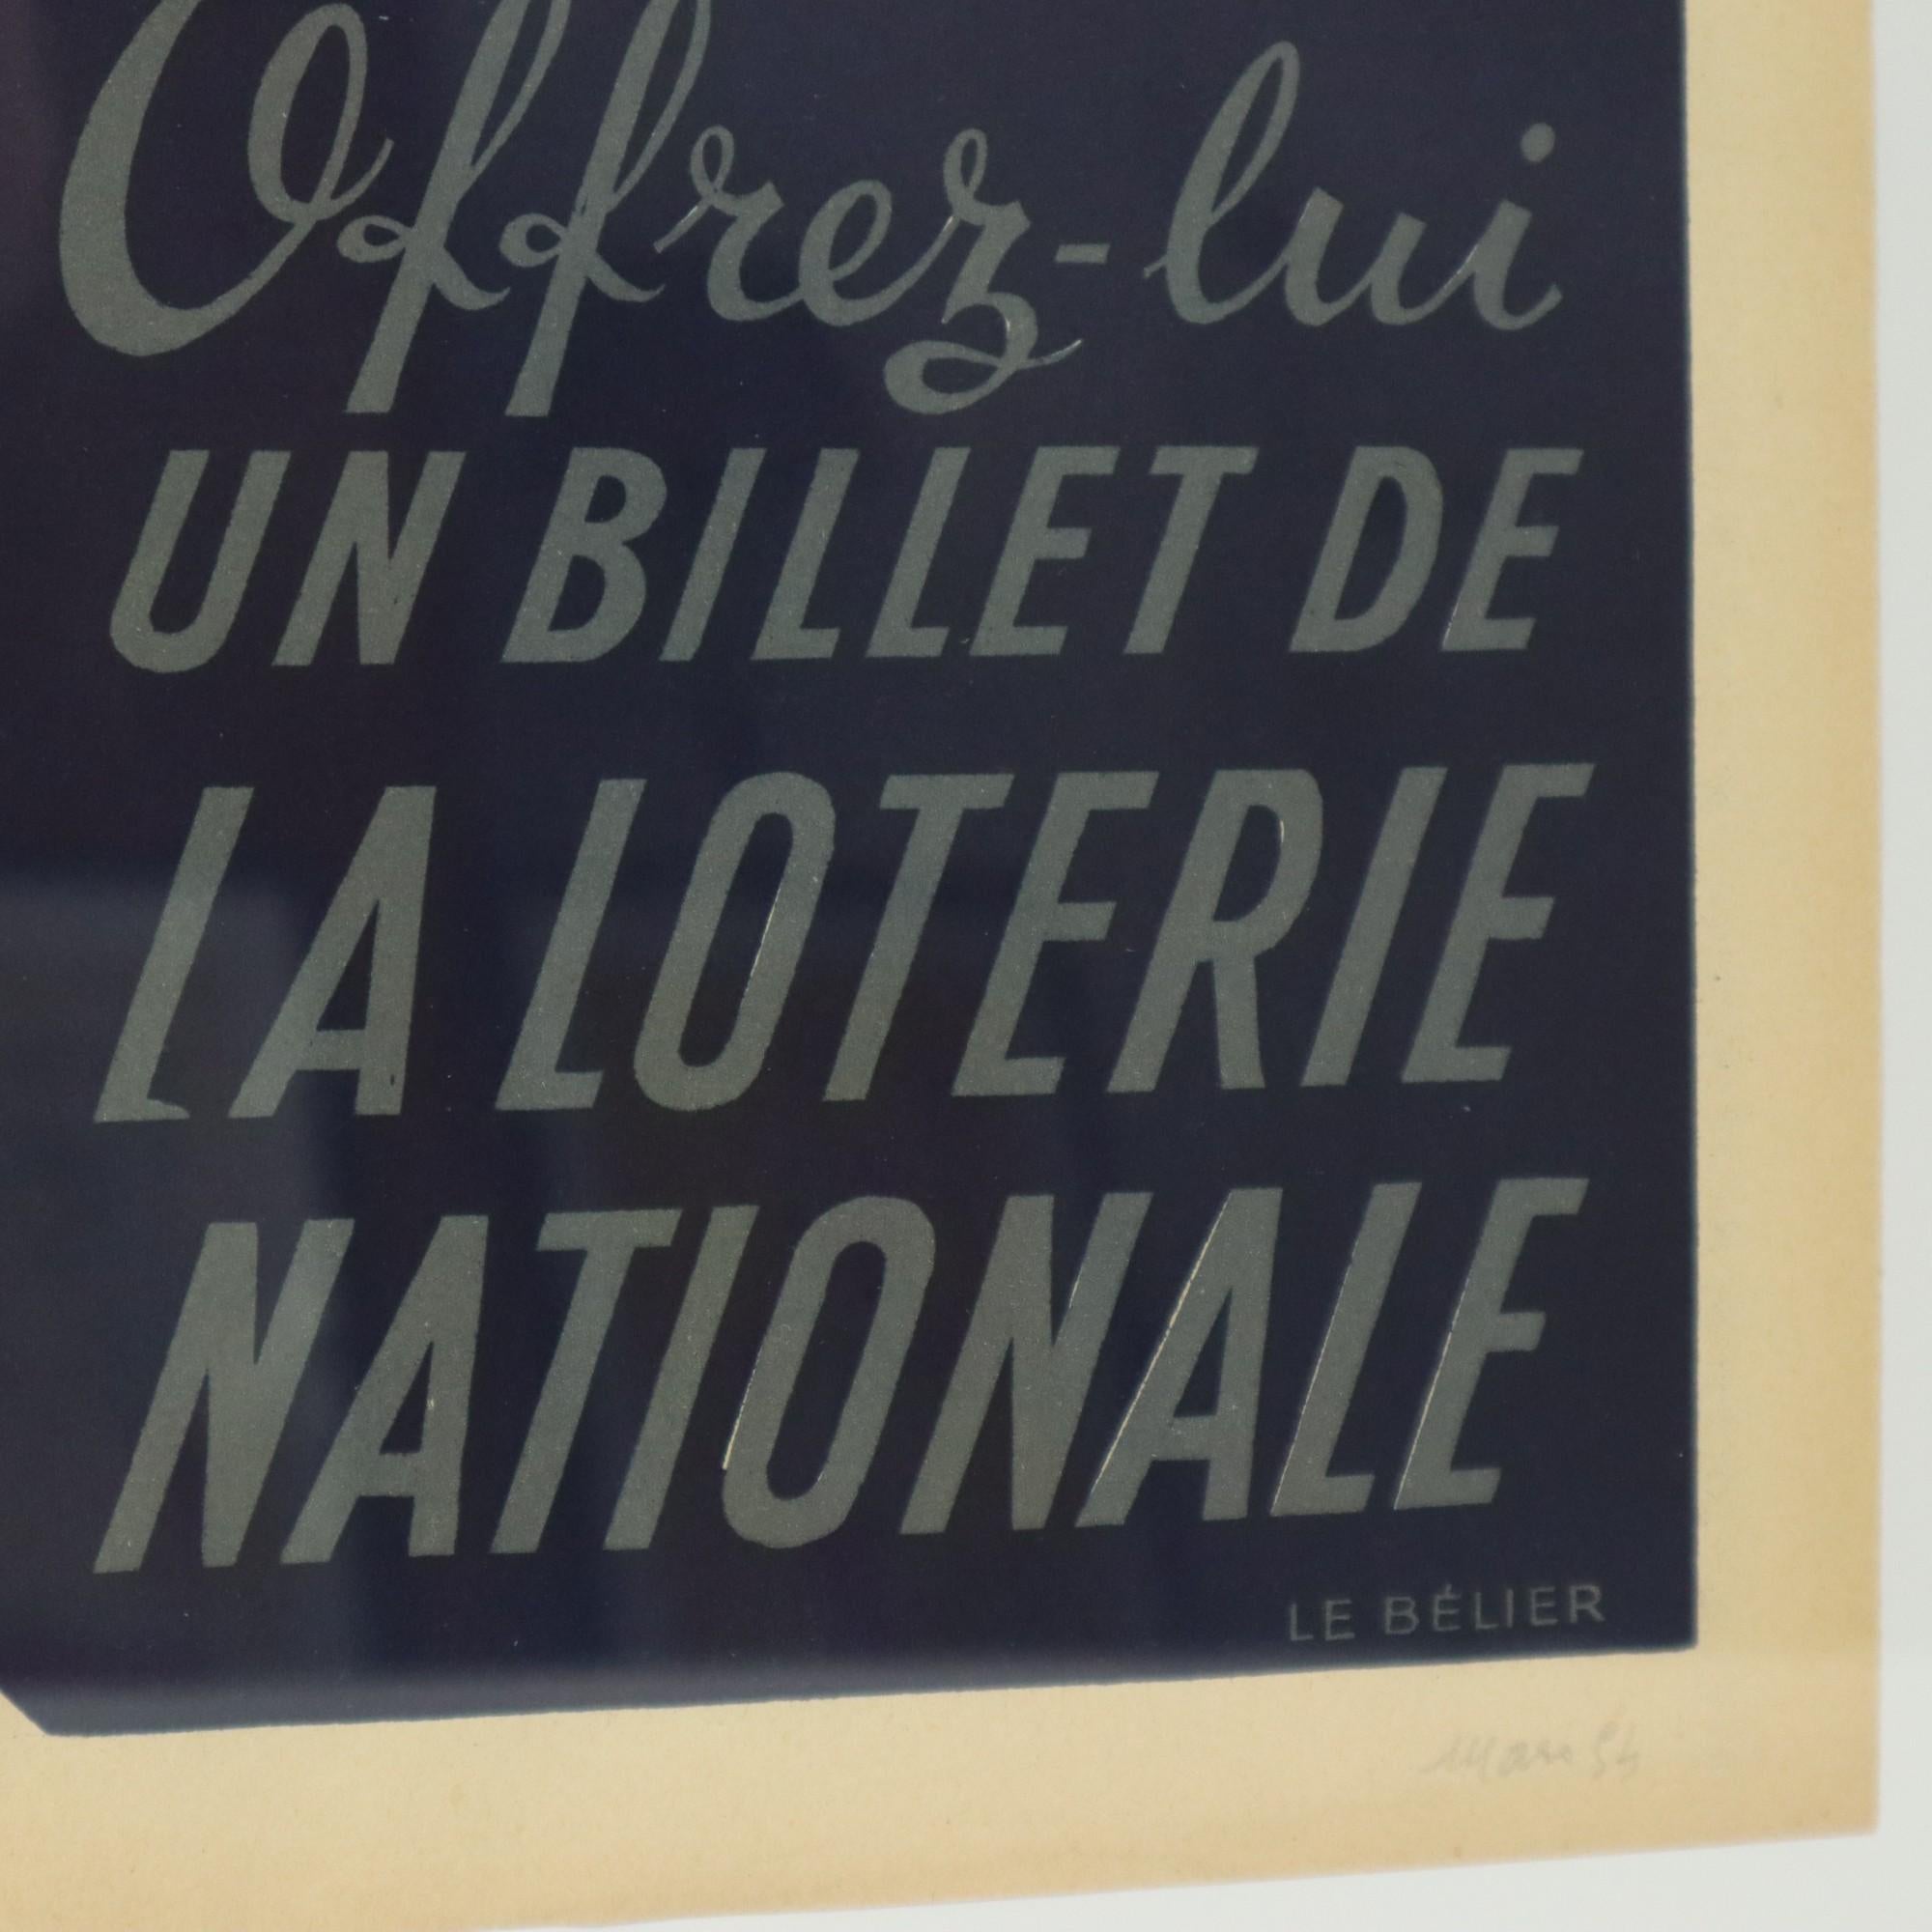 Offrez-lui
UN BILLET DE
LA LOTERIE
NATIONALE
LE BÉLIER